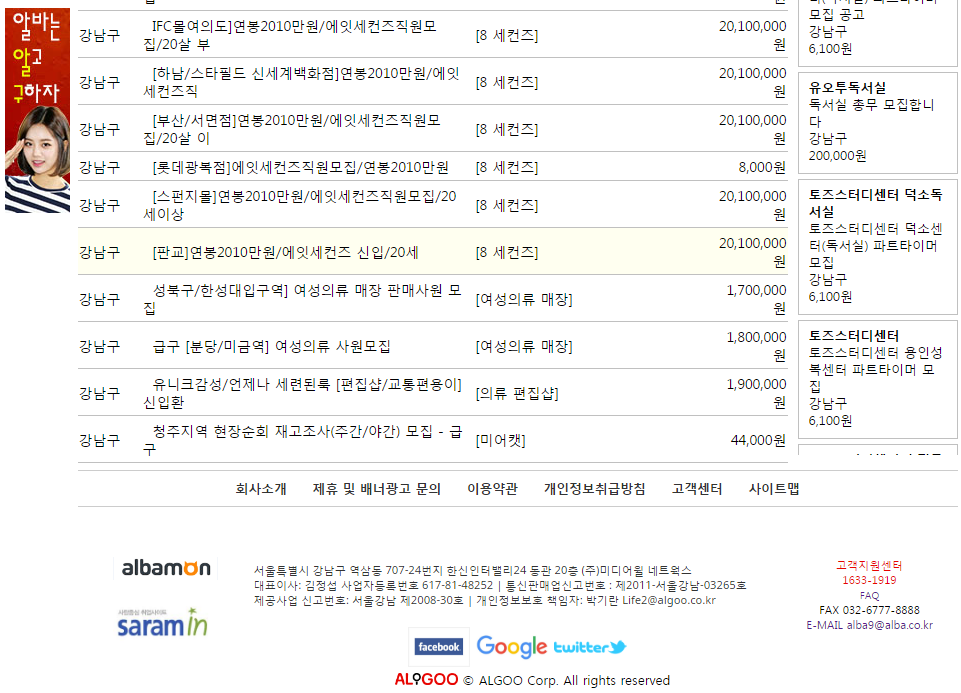 알바는
알고
구하자
강남구 IFC몰여의도]연봉2010만원/에잇세컨즈직원모 [8 세컨즈] 20,100,000
집/20살 부 원
강남구 [하남/스타필드 신세계백화점]연봉2010만원/에잇 [8 세컨즈] 20,100,000
세컨즈직 원
강남구 [부산/서면점]연봉2010만원/에잇세컨즈직원모 [8 세컨즈] 20,100,000
집/20살 이 원
강남구 [롯데광복점]에잇세컨즈직원모집/연봉2010만원 [8 세컨즈] 8,000원
강남구 [스펀지몰]연봉2010만원/에잇세컨즈직원모집/20 [8 세컨즈] 20,100,000
세이상 원
강남구 [판교]연봉2010만원/에잇세컨즈 신입/20세 [8 세컨즈] 20,100,000
원
강남구 성북구/한성대입구역] 여성의류 매장 판매사원 모 [여성의류 매장] 1,700,000
집 원
강남구 급구 [분당/미금역] 여성의류 사원모집 [여성의류 매장] 1,800,000
원
강남구 유니크감성/언제나 세련된룩 [편집샵/교통편용이] [의류 편집샵] 1,900,000
신입환 원
강남구 청주지역 현장순회 재고조사(주간/야간) 모집 - 급 [미어캣] 44,000원
구
모집 공고
강남구
6,100원
유오투독서실
독서실 총무 모집합니
다
강남구
200,000원
토즈스터디센터 덕소독
서실
토즈스터디센터 덕소센
터(독서실) 파트타이머
모집
강남구
6,100원
토즈스터디센터
토즈스터디센터 용인성
복센터 파트타이머 모
집
강남구
6,100원
회사소개 제휴 및 배너광고 문의 이용약관 개인정보취급방침 고객센터 사이트맵
albamon
사람중심 취업사이트
saramin
서울특별시 강남구 역삼동 707-24번지 한신인터밸리24 동관 20층 (주)미디어윌 네트웍스
대표이사: 김정섭 사업자등록번호 617-81-48252 | 통신판매업신고번호 : 제2011-서울강남-03265호
제공사업 신고번호: 서울강남 제2008-30호 | 개인정보보호 책임자: 박기란 Life2@algoo.co.kr
고객지원센터
1633-1919
FAQ
FAX 032-6777-8888
E-MAIL alba9@alba.co.kr
facebook Google twitter
ALGOO © ALGOO Corp. All rights reserved